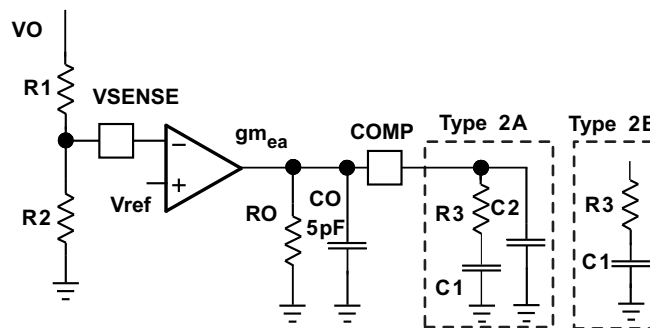 VO
R1
VSENSE
gm ea
COMP
Type 2A
Type 2B
Vref
R2
RO
CO
5pF
R3
C2
C1
R3
C1
−
+